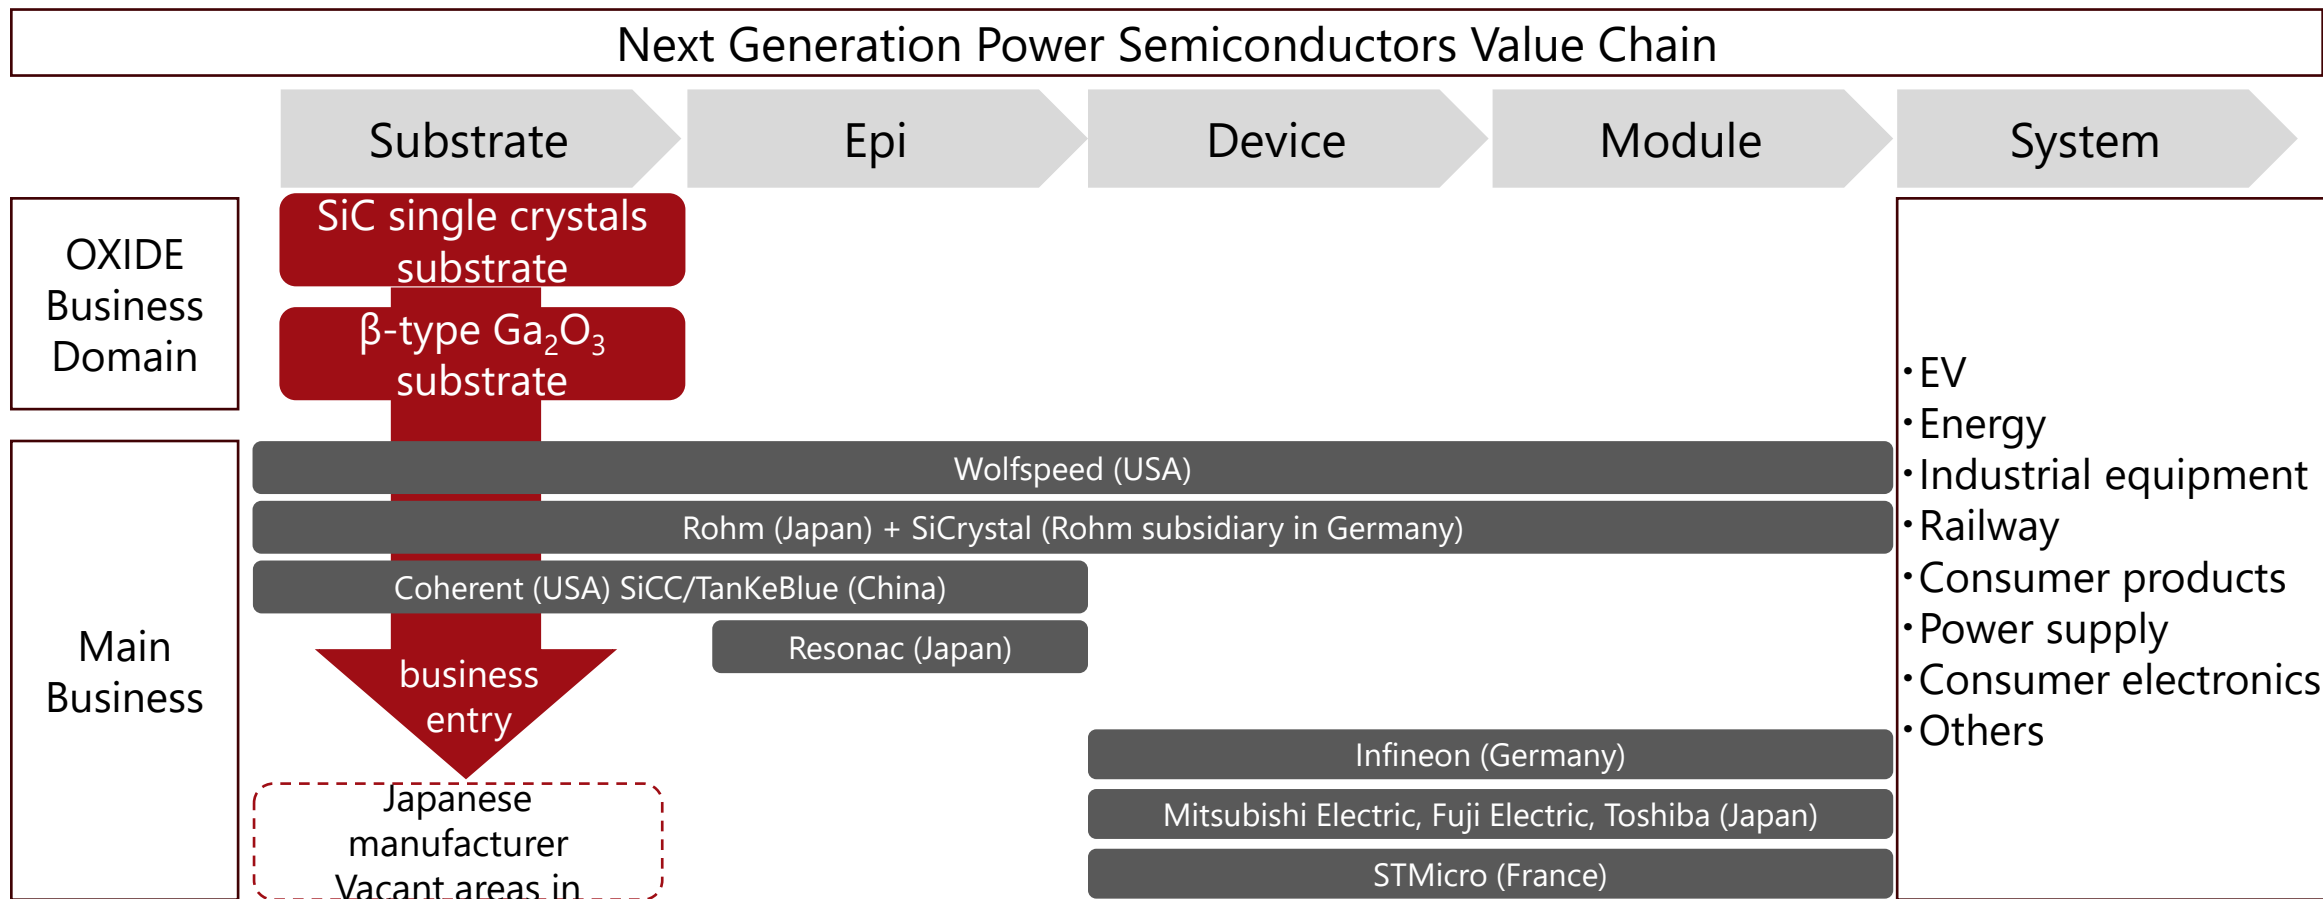 Next Generation Power Semiconductors Value Chain
Substrate
Epi
Device
Module
System
OXIDE
Business
Domain
SiC single crystals
substrate
β-type Ga₂O₃
substrate
Main
Business
Wolfspeed (USA)
Rohm (Japan) + SiCrystal (Rohm subsidiary in Germany)
Coherent (USA) SiCC/TanKeBlue (China)
Resonac (Japan)
business
entry
Infineon (Germany)
Mitsubishi Electric, Fuji Electric, Toshiba (Japan)
STMicro (France)
Japanese
manufacturer
Vacant areas in
・EV
・Energy
・Industrial equipment
・Railway
・Consumer products
・Power supply
・Consumer electronics
・Others